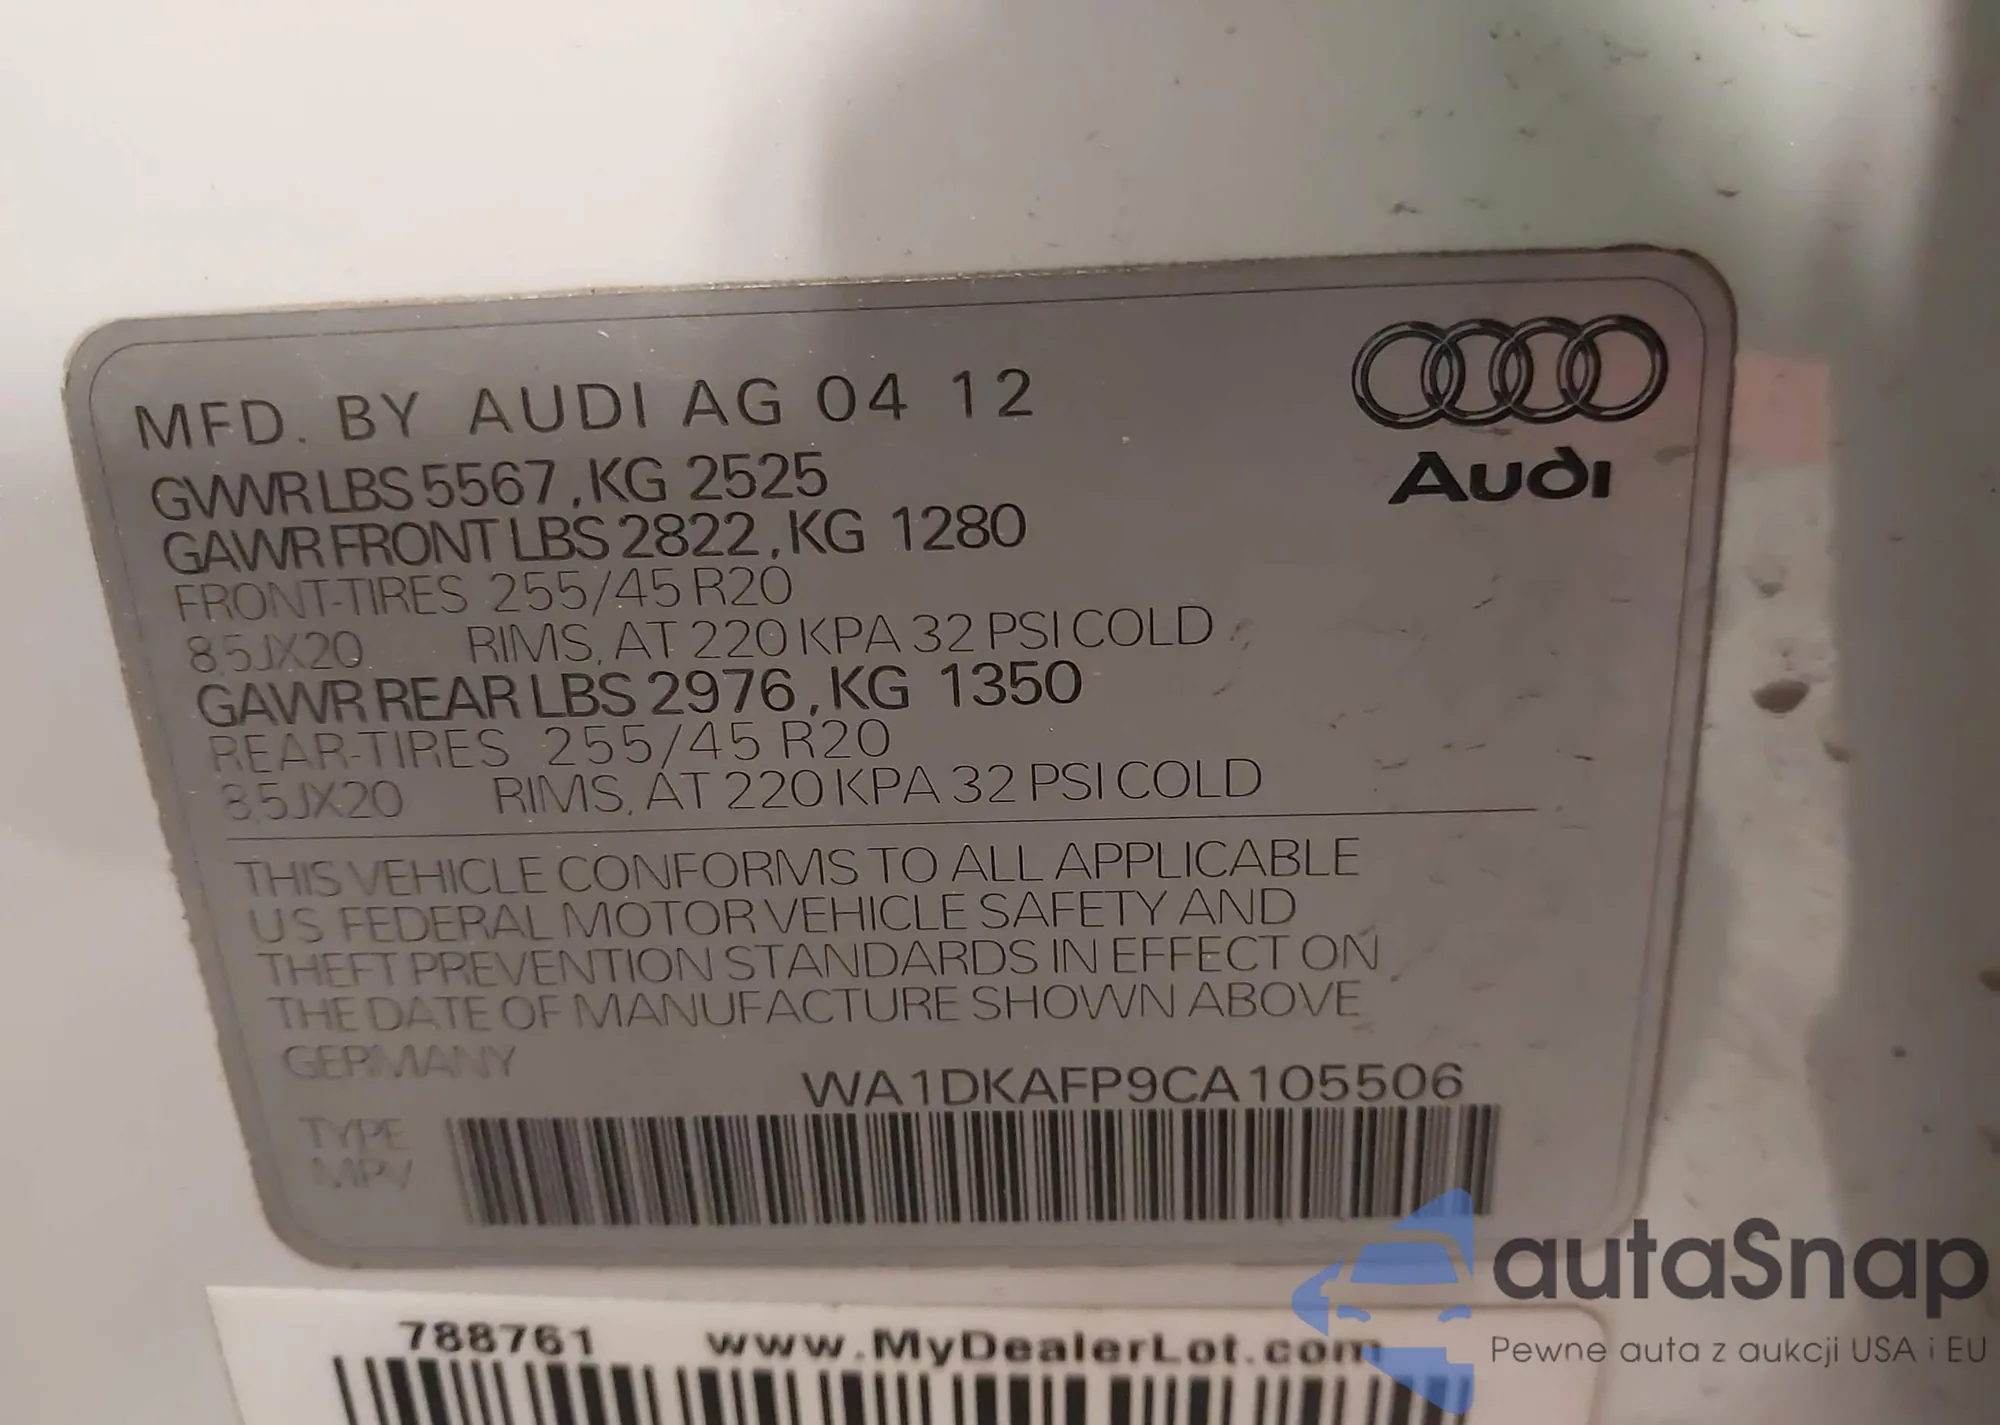 MFD. BY AUDI AG 04 12
Audi
GVWR LBS 5567, KG 2525
GAWR FRONT LBS 2822, KG 1280
FRONT-TIRES 255/45 R20
8,5JX20 RIMS, AT 220 KPA 32 PSI COLD
GAWR REAR LBS 2976, KG 1350
REAR-TIRES 255/45 R20
8,5JX20 RIMS, AT 220 KPA 32 PSI COLD
THIS VEHICLE CONFORMS TO ALL APPLICABLE
US FEDERAL MOTOR VEHICLE SAFETY AND
THEFT PREVENTION STANDARDS IN EFFECT ON
THE DATE OF MANUFACTURE SHOWN ABOVE
GERMANY
WA1DKAFP9CA105506
TYPE
MPV
788761 www.MyDealerLot.com
autaSnap
Pewne auta z aukcji USA i EU